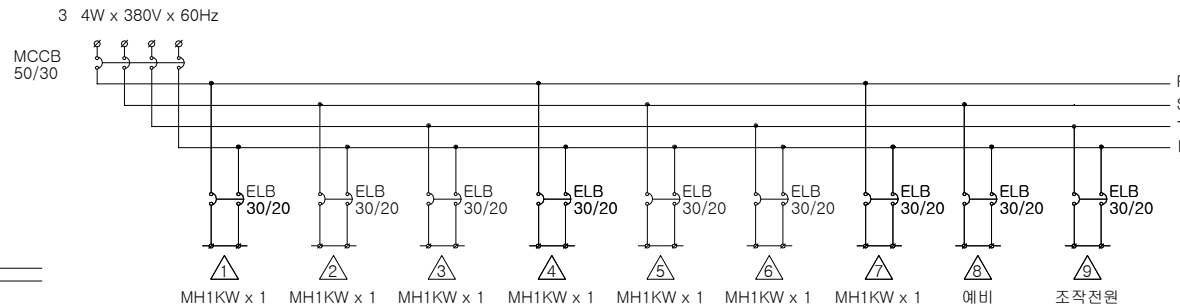 3 4W x 380V x 60Hz
MCCB
50/30
ELB
30/20
ELB
30/20
ELB
30/20
ELB
30/20
ELB
30/20
ELB
30/20
ELB
30/20
ELB
30/20
ELB
30/20
1 2 3 4 5 6 7 8 9
MH1KW x 1 MH1KW x 1 MH1KW x 1 MH1KW x 1 MH1KW x 1 MH1KW x 1 MH1KW x 1 예비 조작전원